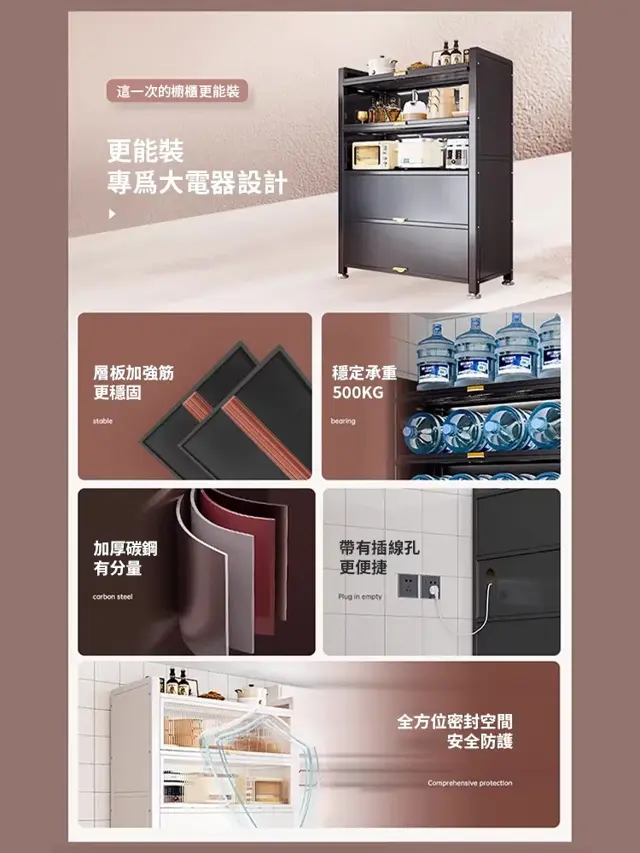 這一次的櫥櫃更能裝
更能裝
專爲大電器設計
層板加強筋
更穩固
stable
穩定承重
500KG
bearing
加厚碳鋼
有分量
carbon steel
帶有插線孔
更便捷
Plug in empty
全方位密封空間
安全防護
Comprehensive protection